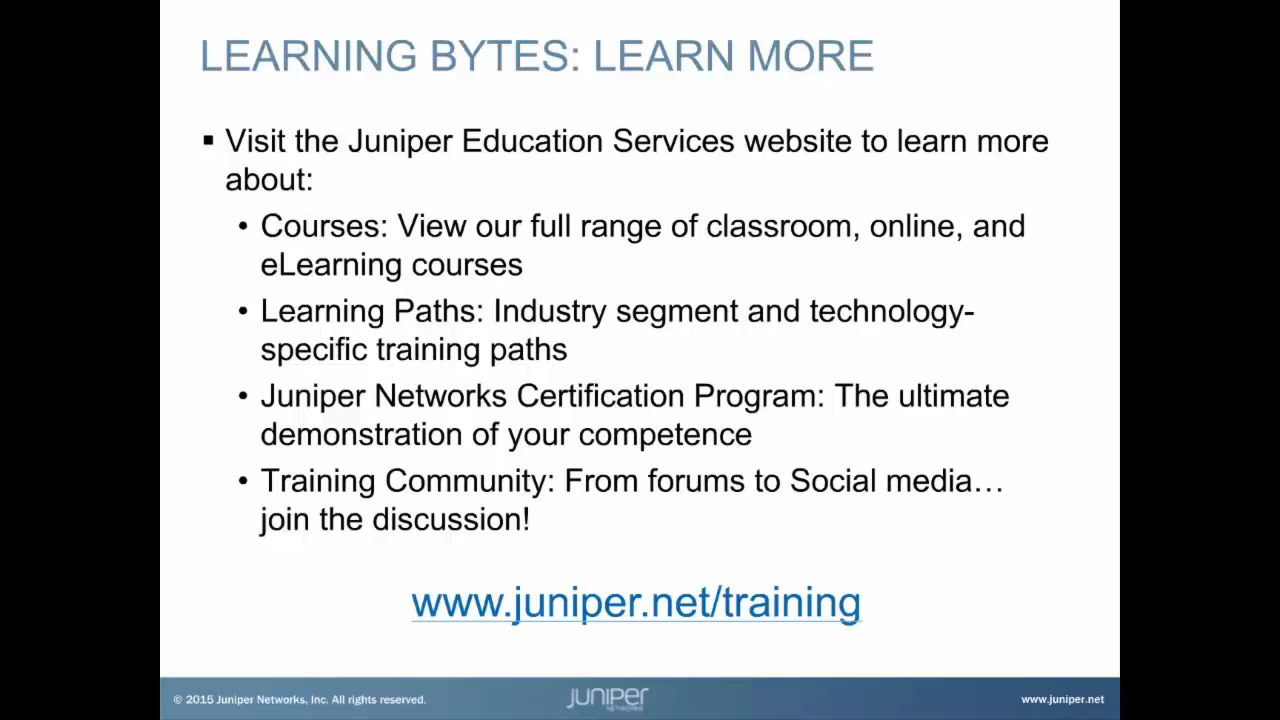 LEARNING BYTES: LEARN MORE
▪ Visit the Juniper Education Services website to learn more
about:
• Courses: View our full range of classroom, online, and
eLearning courses
• Learning Paths: Industry segment and technology-
specific training paths
• Juniper Networks Certification Program: The ultimate
demonstration of your competence
• Training Community: From forums to Social media…
join the discussion!
www.juniper.net/training
© 2015 Juniper Networks, Inc. All rights reserved.
JUNIPER
NETWORKS
www.juniper.net